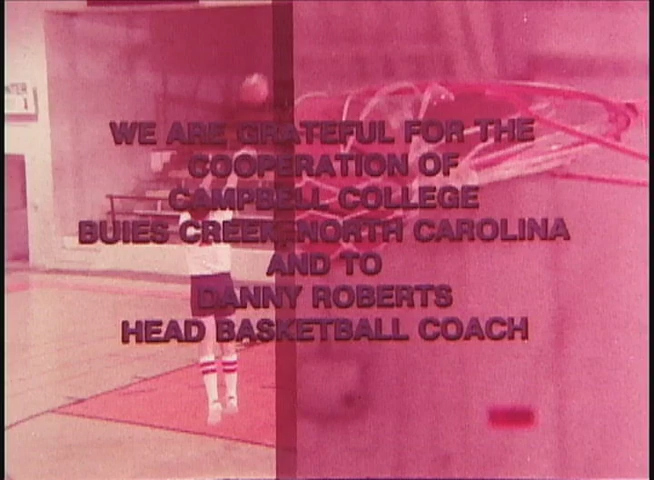 WE ARE GRATEFUL FOR THE
COOPERATION OF
CAMPBELL COLLEGE
BUIES CREEK, NORTH CAROLINA
AND TO
DANNY ROBERTS
HEAD BASKETBALL COACH